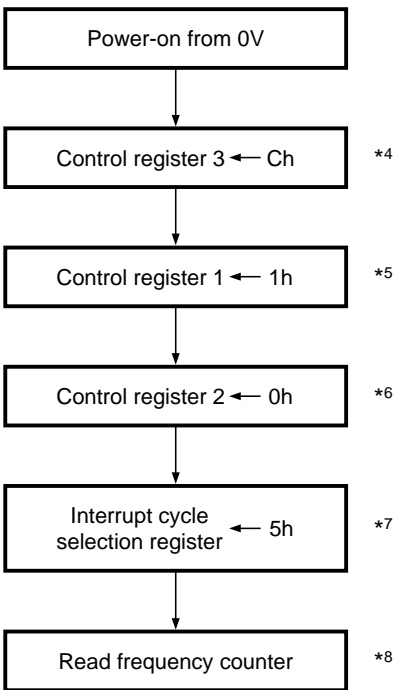 Power-on from 0V
Control register 3 ← Ch *4
Control register 1 ← 1h *5
Control register 2 ← 0h *6
Interrupt cycle
selection register ← 5h *7
Read frequency counter *8